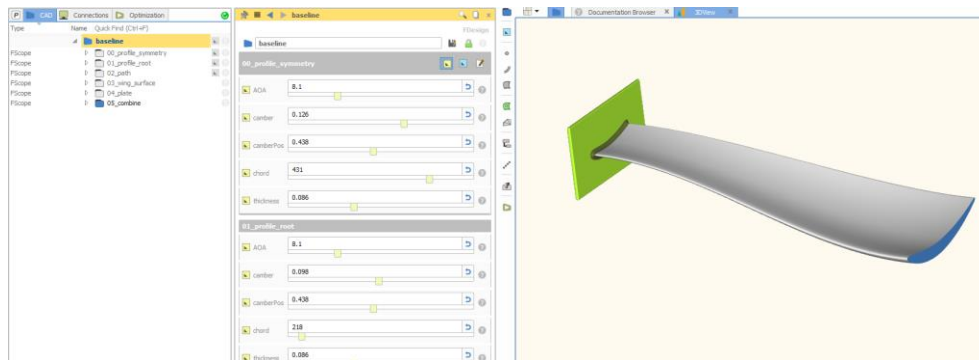 P CAD Connections Optimization
Type Name Quick Find (Ctrl+F)
baseline
FScope 00_profile_symmetry
FScope 01_profile_root
FScope 02_path
FScope 03_wing_surface
FScope 04_plate
FScope 05_combine
baseline
FDesign
baseline
00_profile_symmetry
AOA 8.1
camber 0.126
camberPos 0.438
chord 431
thickness 0.086
01_profile_root
AOA 8.1
camber 0.098
camberPos 0.438
chord 218
thickness 0.086
Documentation Browser 3DView